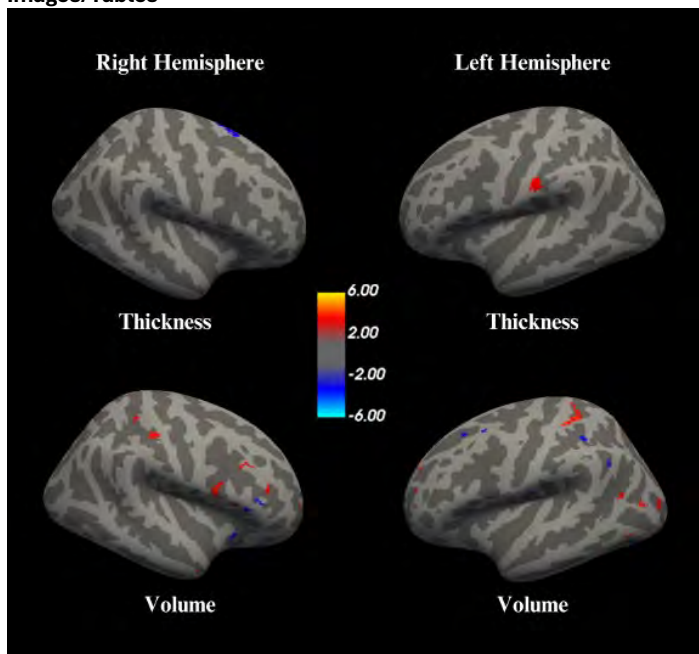 Images/Tables
Right Hemisphere
Left Hemisphere
6.00
2.00
-2.00
-6.00
Thickness
Thickness
Volume
Volume